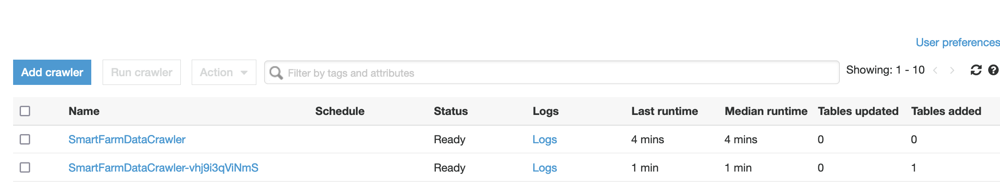 User preferences
Add crawler Run crawler Action Filter by tags and attributes Showing: 1 - 10
Name Schedule Status Logs Last runtime Median runtime Tables updated Tables added
SmartFarmDataCrawler Ready Logs 4 mins 4 mins 0 0
SmartFarmDataCrawler-vhj9i3qViNmS Ready Logs 1 min 1 min 0 1